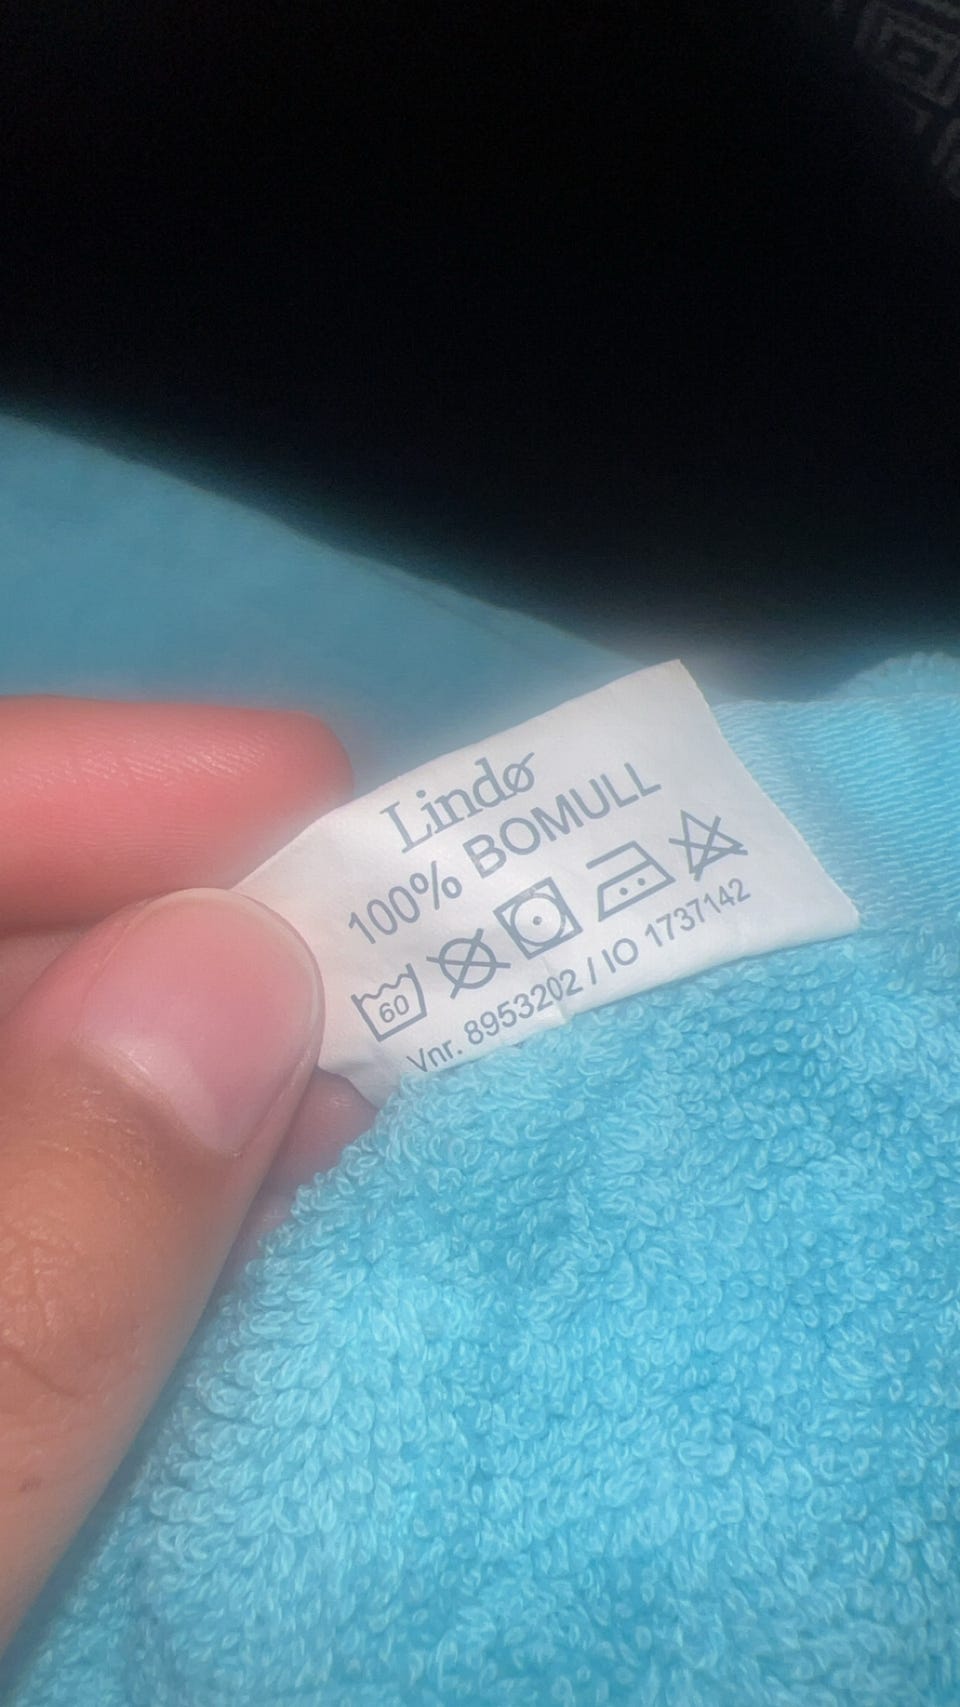 Lindø
100% BOMULL
60
Vnr. 8953202 / IO 1737142